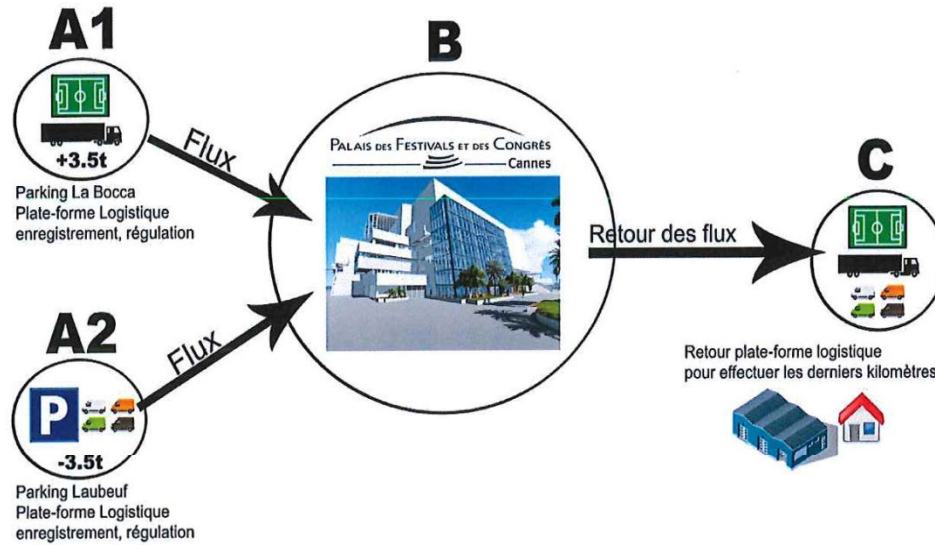 A1
+3.5t
Parking La Bocca
Plate-forme Logistique
enregistrement, régulation
Flux
A2
P
-3.5t
Parking Laubeuf
Plate-forme Logistique
enregistrement, régulation
Flux
B
PALAIS DES FESTIVALS ET DES CONGRÈS
Cannes
Retour des flux
C
Retour plate-forme logistique
pour effectuer les derniers kilomètres